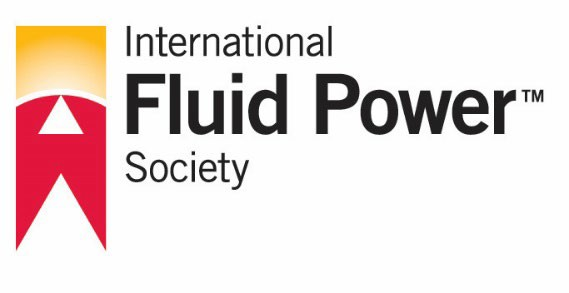 International
Fluid Power™
Society